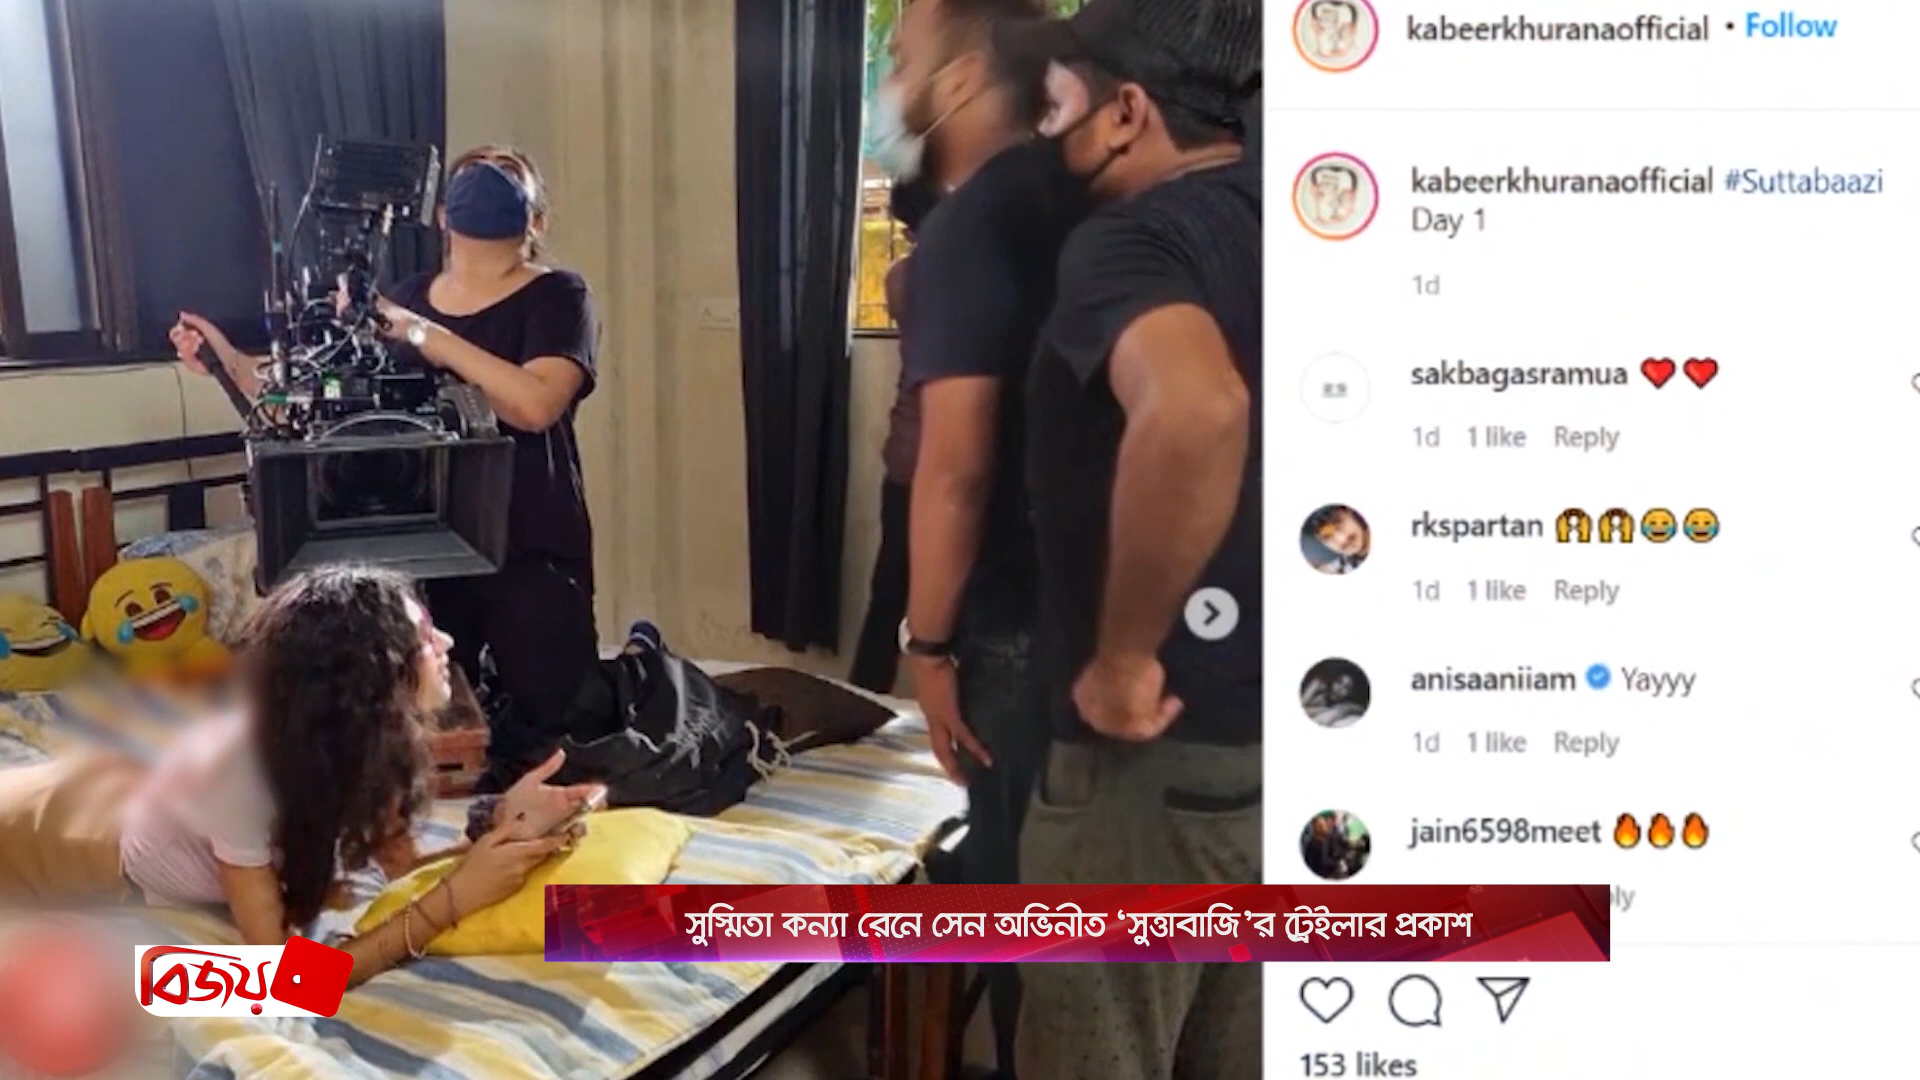 kabeerkhuranaofficial • Follow
kabeerkhuranaofficial #Suttabaazi
Day 1
1d
sakbagasramua ❤️❤️
1d 1 like Reply
rkspartan 🙌🙌😂😂
1d 1 like Reply
anisaaniiam Yayyy
1d 1 like Reply
jain6598meet 🔥🔥🔥
সুস্মিতা কন্যা রেনে সেন অভিনীত ‘সুত্তাবাজি’র ট্রেইলার প্রকাশ
বিজয়
153 likes